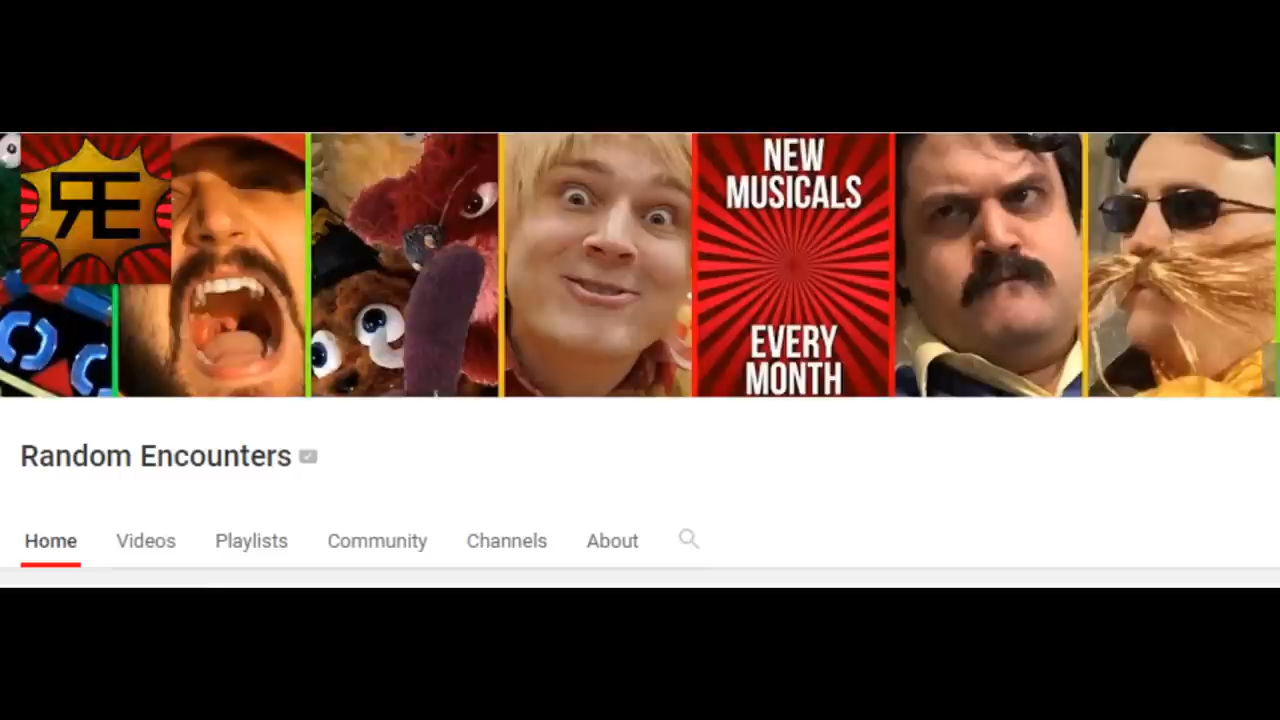 RE
NEW
MUSICALS
EVERY
MONTH
Random Encounters
Home Videos Playlists Community Channels About